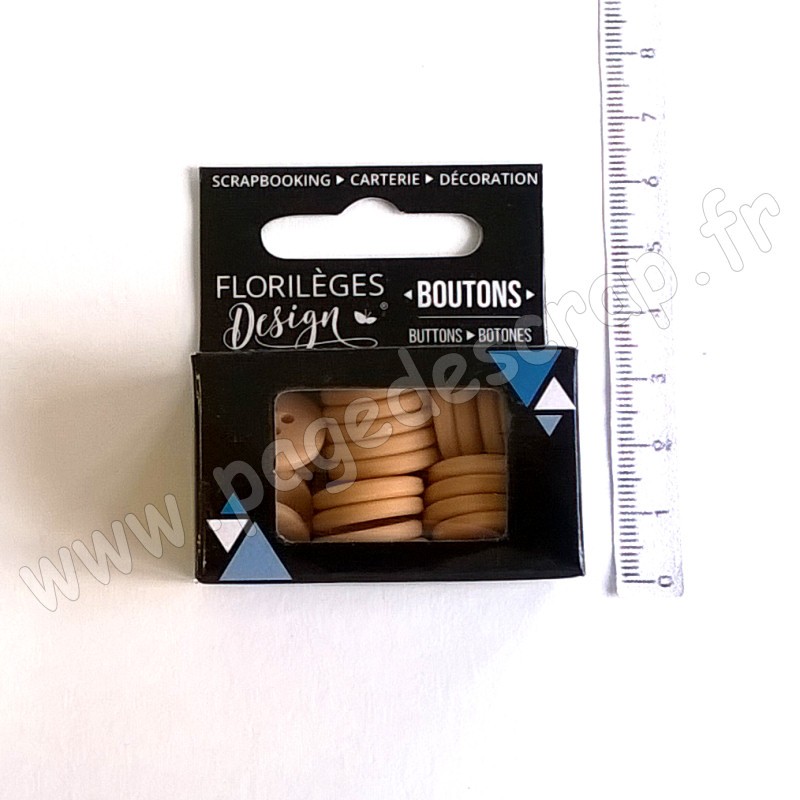 SCRAPBOOKING ▸ CARTERIE ▸ DÉCORATION
FLORILÈGES
Design ®
◂ BOUTONS ▸
BUTTONS ▸ BOTONES
8
7
6
5
3
2
1
0
www.pagedescrap.fr